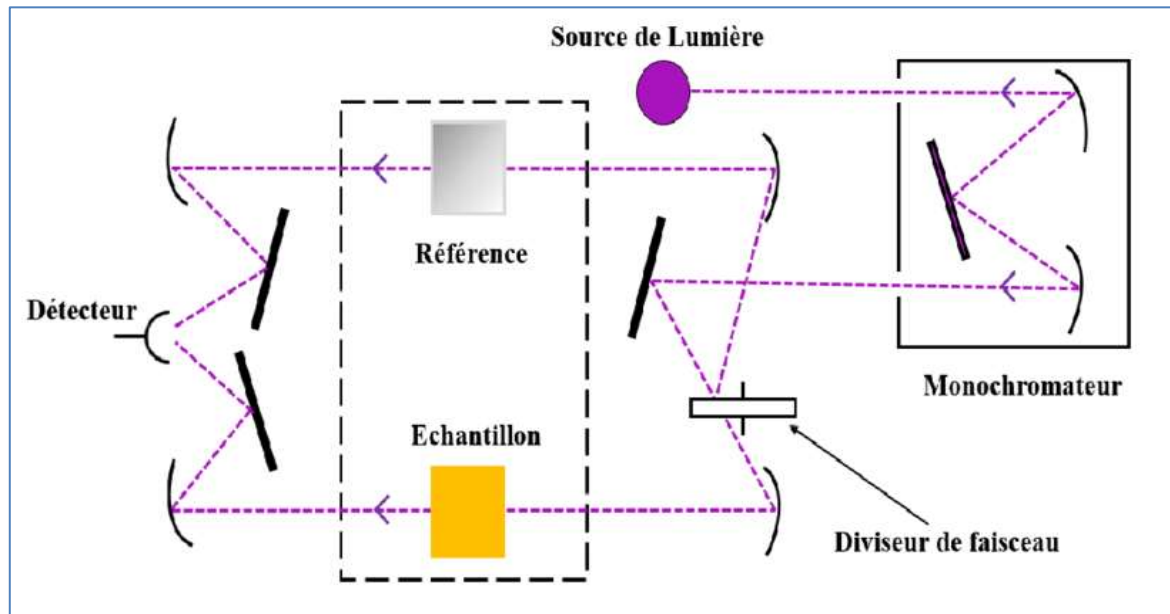 Source de Lumière
Référence
Détecteur
Monochromateur
Echantillon
Diviseur de faisceau